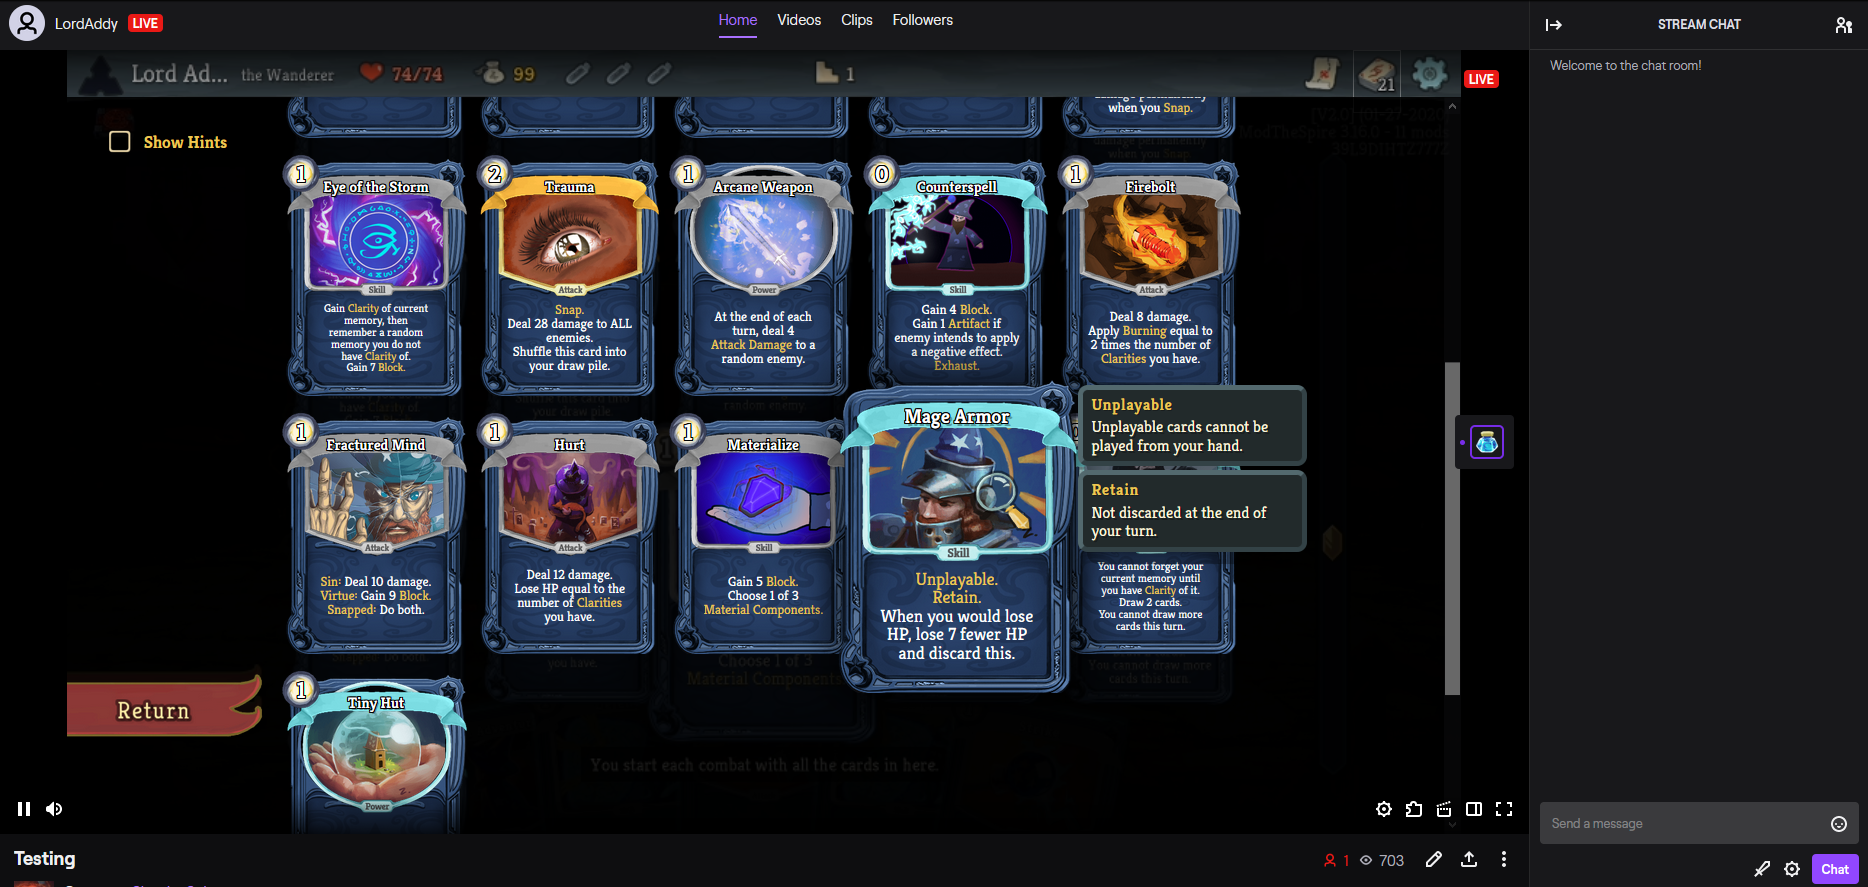 LordAddy
LIVE
Home
Videos
Clips
Followers
STREAM CHAT
Lord Ad...
the Wanderer
74/74
99
1
21
LIVE
Welcome to the chat room!
Show Hints
when you Snap.
1
Eye of the Storm
Skill
Gain Clarity of current
memory, then
remember a random
memory you do not
have Clarity of.
Gain 7 Block.
2
Trauma
Attack
Snap.
Deal 28 damage to ALL
enemies.
Shuffle this card into
your draw pile.
1
Arcane Weapon
Power
At the end of each
turn, deal 4
Attack Damage to a
random enemy.
0
Counterspell
Skill
Gain 4 Block.
Gain 1 Artifact if
enemy intends to apply
a negative effect.
Exhaust.
1
Firebolt
Attack
Deal 8 damage.
Apply Burning equal to
2 times the number of
Clarities you have.
1
Fractured Mind
Attack
Sin: Deal 10 damage.
Virtue: Gain 9 Block.
Snapped: Do both.
1
Hurt
Attack
Deal 12 damage.
Lose HP equal to the
number of Clarities
you have.
1
Materialize
Skill
Gain 5 Block.
Choose 1 of 3
Material Components.
Mage Armor
Skill
Unplayable.
Retain.
When you would lose
HP, lose 7 fewer HP
and discard this.
Unplayable
Unplayable cards cannot be
played from your hand.
Retain
Not discarded at the end of
your turn.
You cannot forget your
current memory until
you have Clarity of it.
Draw 2 cards.
You cannot draw more
cards this turn.
Return
1
Tiny Hut
Power
You start each combat with all the cards in here.
Send a message
Testing
1
703
Chat